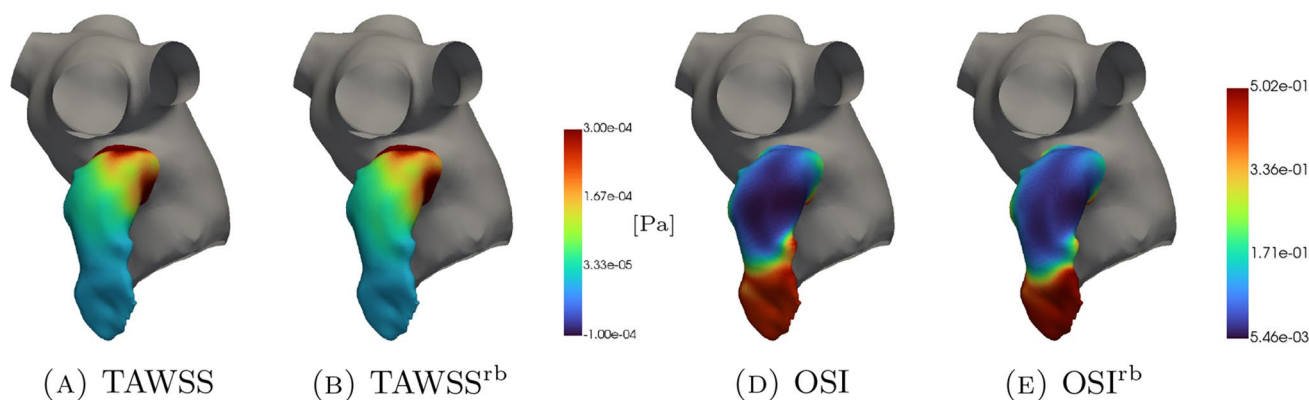 3.00e-04
1.67e-04
[Pa]
3.33e-05
-1.00e-04
5.02e-01
3.36e-01
1.71e-01
5.46e-03
(A) TAWSS
(B) TAWSS^rb
(D) OSI
(E) OSI^rb